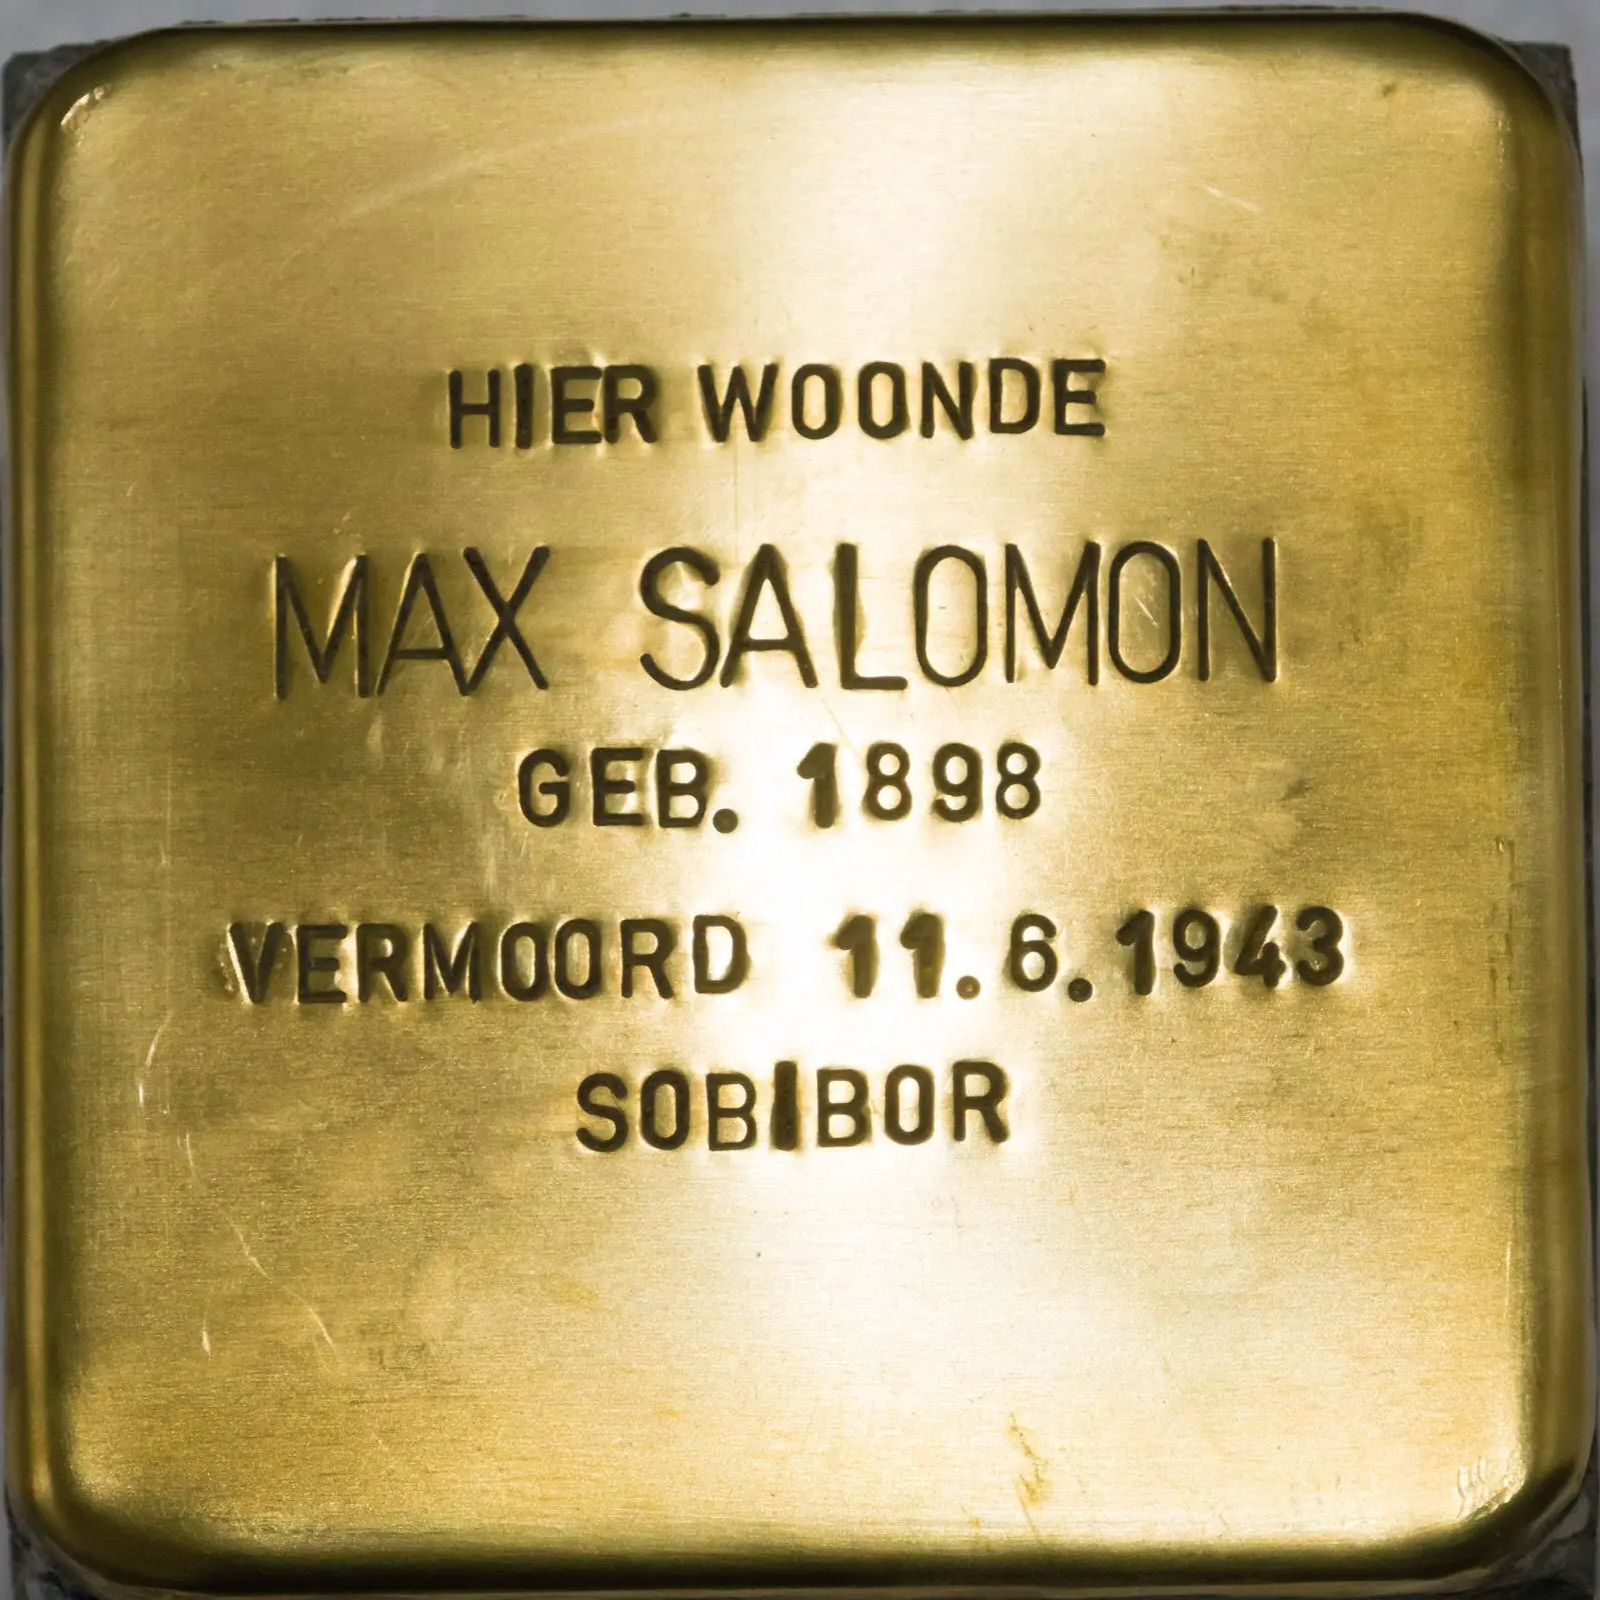 HIER WOONDE
MAX SALOMON
GEB. 1898
VERMOORD 11.6.1943
SOBIBOR